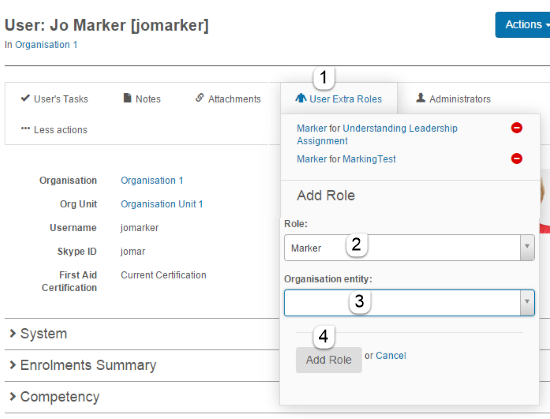 User: Jo Marker [jomarker]
Actions
In Organisation 1
1
User's Tasks
Notes
Attachments
User Extra Roles
Administrators
Less actions
Marker for Understanding Leadership
Assignment
Marker for MarkingTest
Organisation Organisation 1
Org Unit Organisation Unit 1
Username jomarker
Skype ID jomar
First Aid Current Certification
Certification
Add Role
Role:
Marker 2
Organisation entity:
3
4
Add Role or Cancel
System
Enrolments Summary
Competency